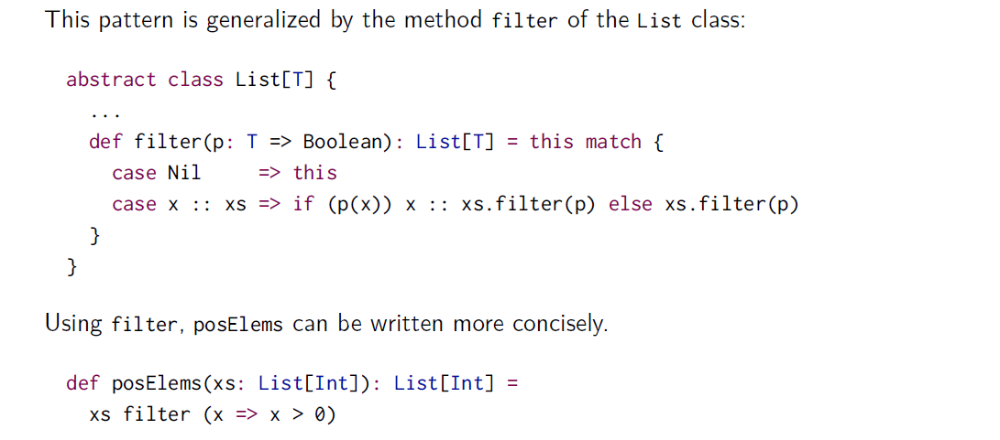 This pattern is generalized by the method filter of the List class:
abstract class List[T] {
...
def filter(p: T => Boolean): List[T] = this match {
case Nil => this
case x :: xs => if (p(x)) x :: xs.filter(p) else xs.filter(p)
}
}
Using filter, posElems can be written more concisely.
def posElems(xs: List[Int]): List[Int] =
xs filter (x => x > 0)